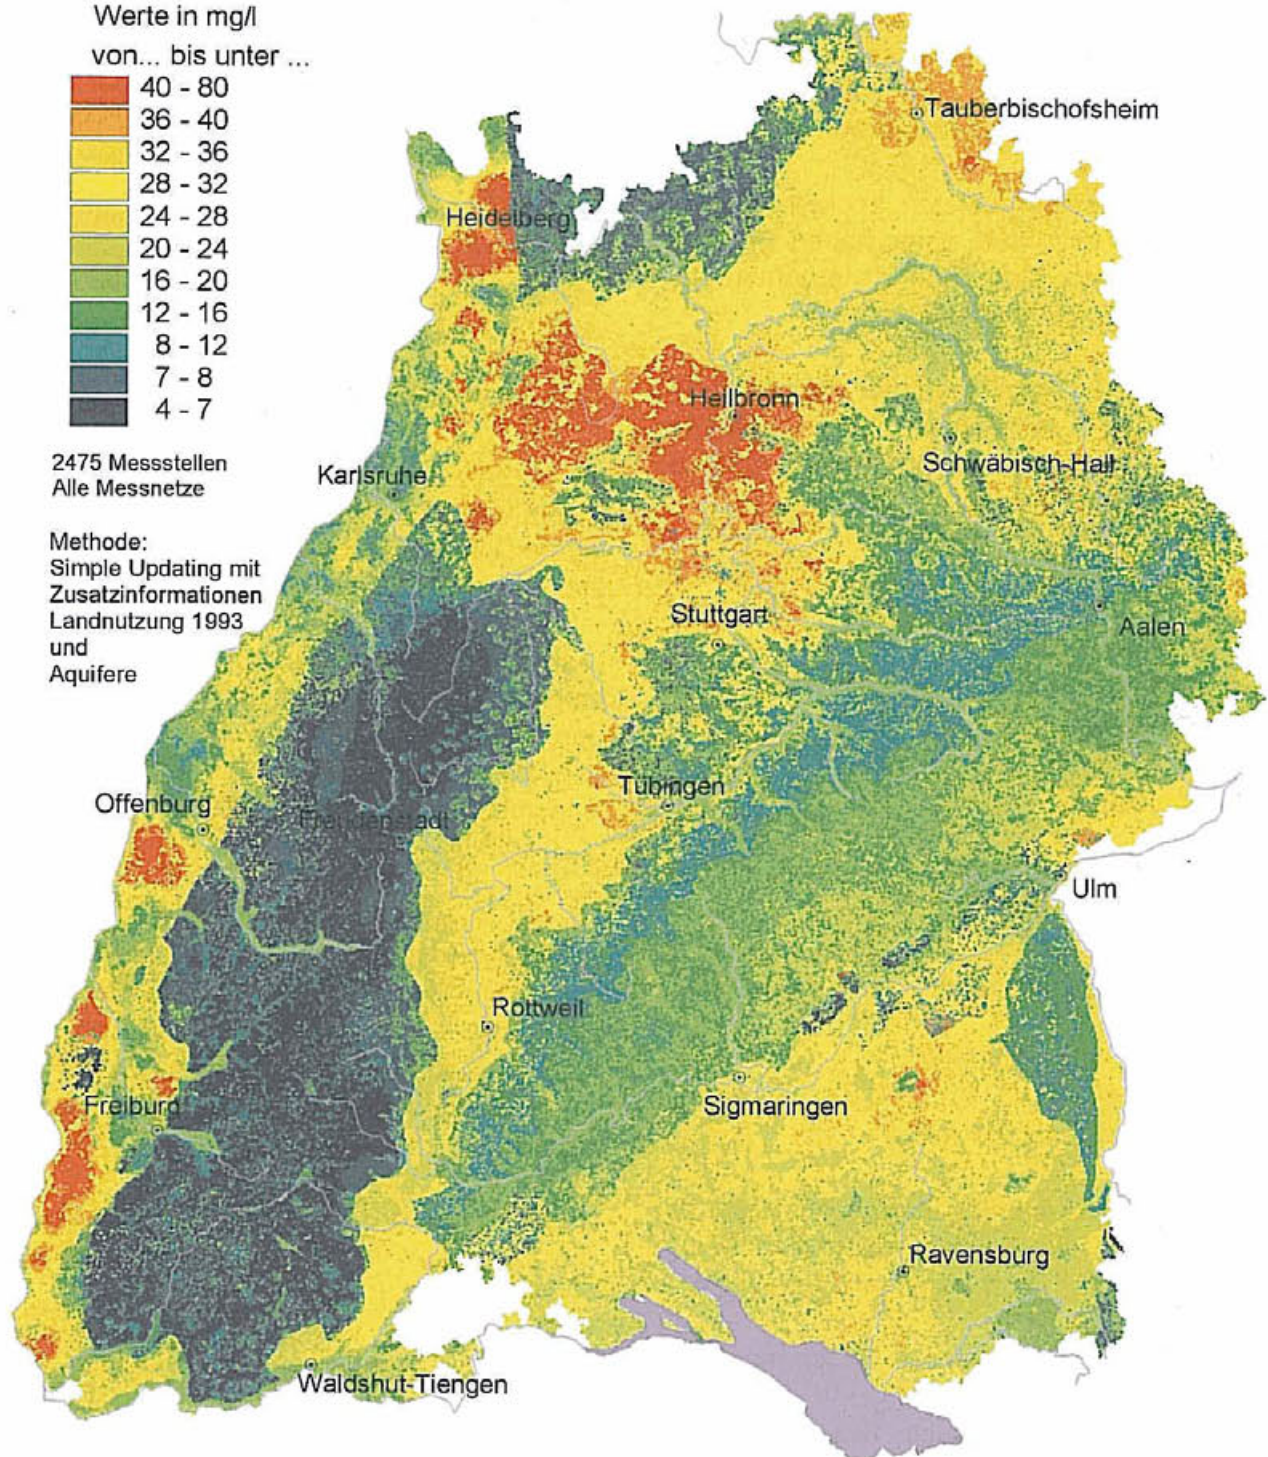 Werte in mg/l
von... bis unter ...
40 - 80
36 - 40
32 - 36
28 - 32
24 - 28
20 - 24
16 - 20
12 - 16
8 - 12
7 - 8
4 - 7
2475 Messstellen
Alle Messnetze
Methode:
Simple Updating mit
Zusatzinformationen
Landnutzung 1993
und
Aquifere
Tauberbischofsheim
Heidelberg
Heilbronn
Schwäbisch-Hall
Karlsruhe
Stuttgart
Aalen
Tübingen
Offenburg
Freudenstadt
Ulm
Rottweil
Sigmaringen
Freiburg
Ravensburg
Waldshut-Tiengen